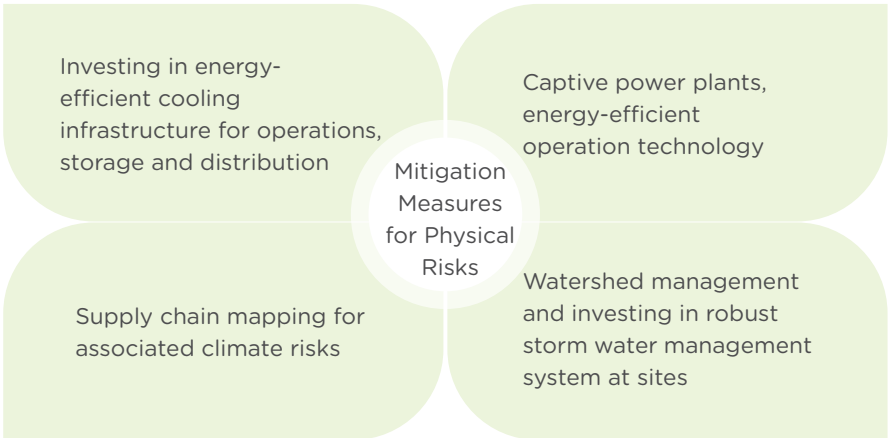 Investing in energy-
efficient cooling
infrastructure for operations,
storage and distribution
Captive power plants,
energy-efficient
operation technology
Mitigation
Measures
for Physical
Risks
Supply chain mapping for
associated climate risks
Watershed management
and investing in robust
storm water management
system at sites